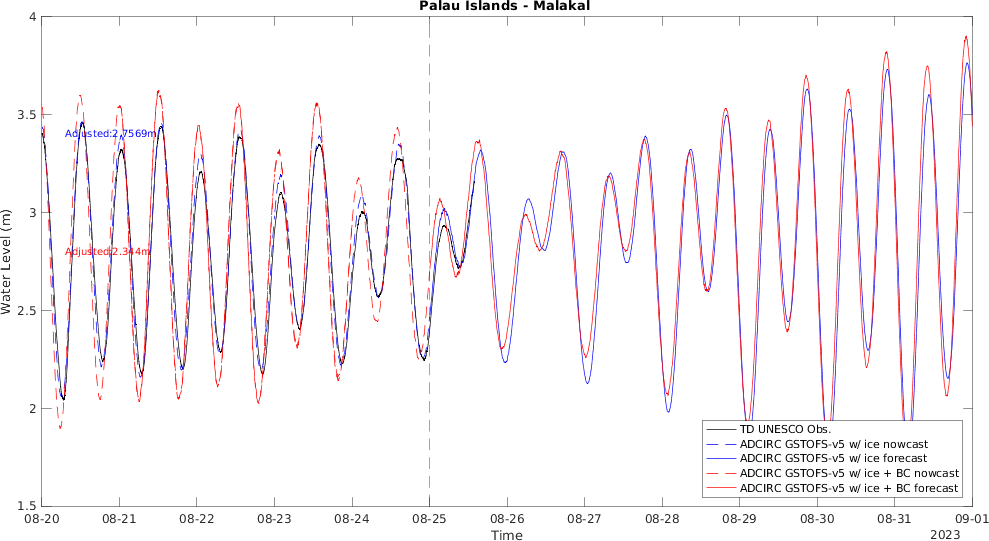 Palau Islands - Malakal
4
3.5
3
2.5
2
1.5
Water Level (m)
Adjusted:2.7569m
Adjusted:2.344m
TD UNESCO Obs.
ADCIRC GSTOFS-v5 w/ ice nowcast
ADCIRC GSTOFS-v5 w/ ice forecast
ADCIRC GSTOFS-v5 w/ ice + BC nowcast
ADCIRC GSTOFS-v5 w/ ice + BC forecast
08-20 08-21 08-22 08-23 08-24 08-25 08-26 08-27 08-28 08-29 08-30 08-31 09-01
Time
2023